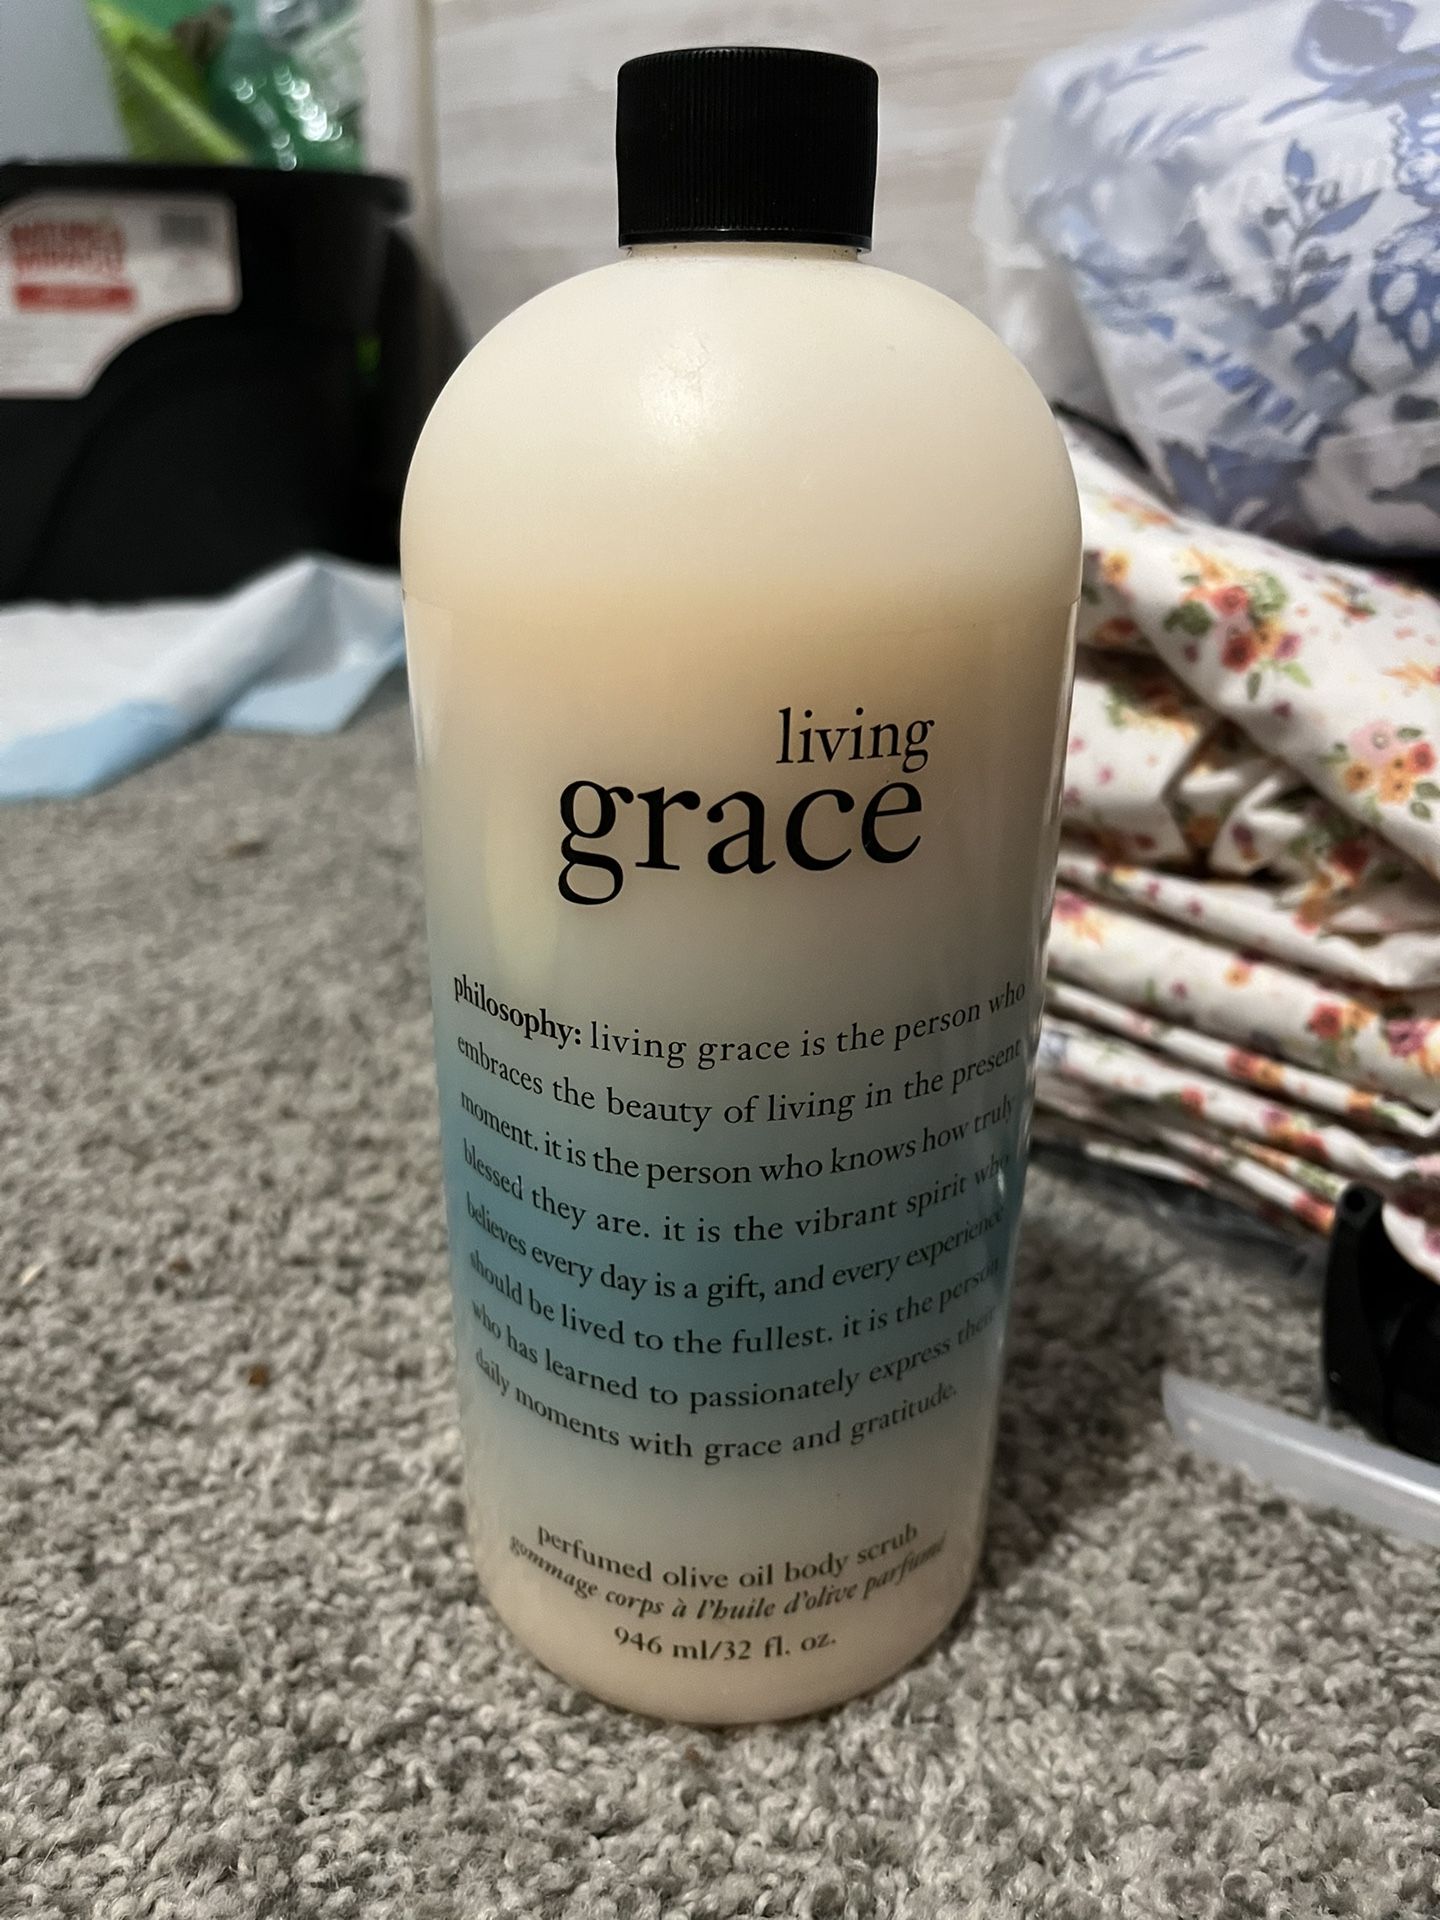 living
grace
philosophy: living grace is the person who
embraces the beauty of living in the present
moment. it is the person who knows how truly
blessed they are. it is the vibrant spirit who
believes every day is a gift, and every experience
should be lived to the fullest. it is the person
who has learned to passionately express their
daily moments with grace and gratitude.
perfumed olive oil body scrub
gommage corps à l'huile d'olive parfumé
946 ml/32 fl. oz.